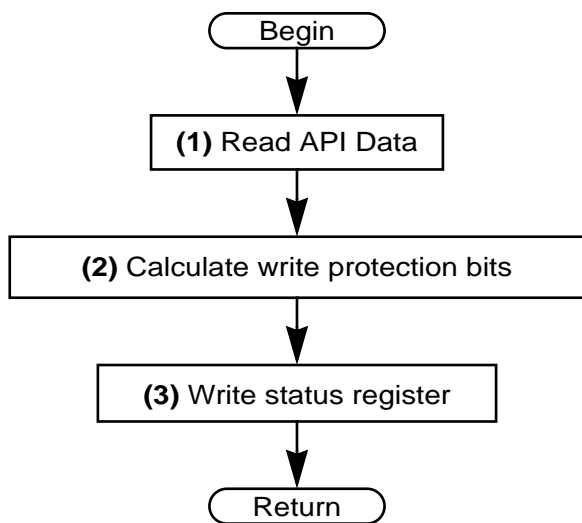 Begin
(1) Read API Data
(2) Calculate write protection bits
(3) Write status register
Return